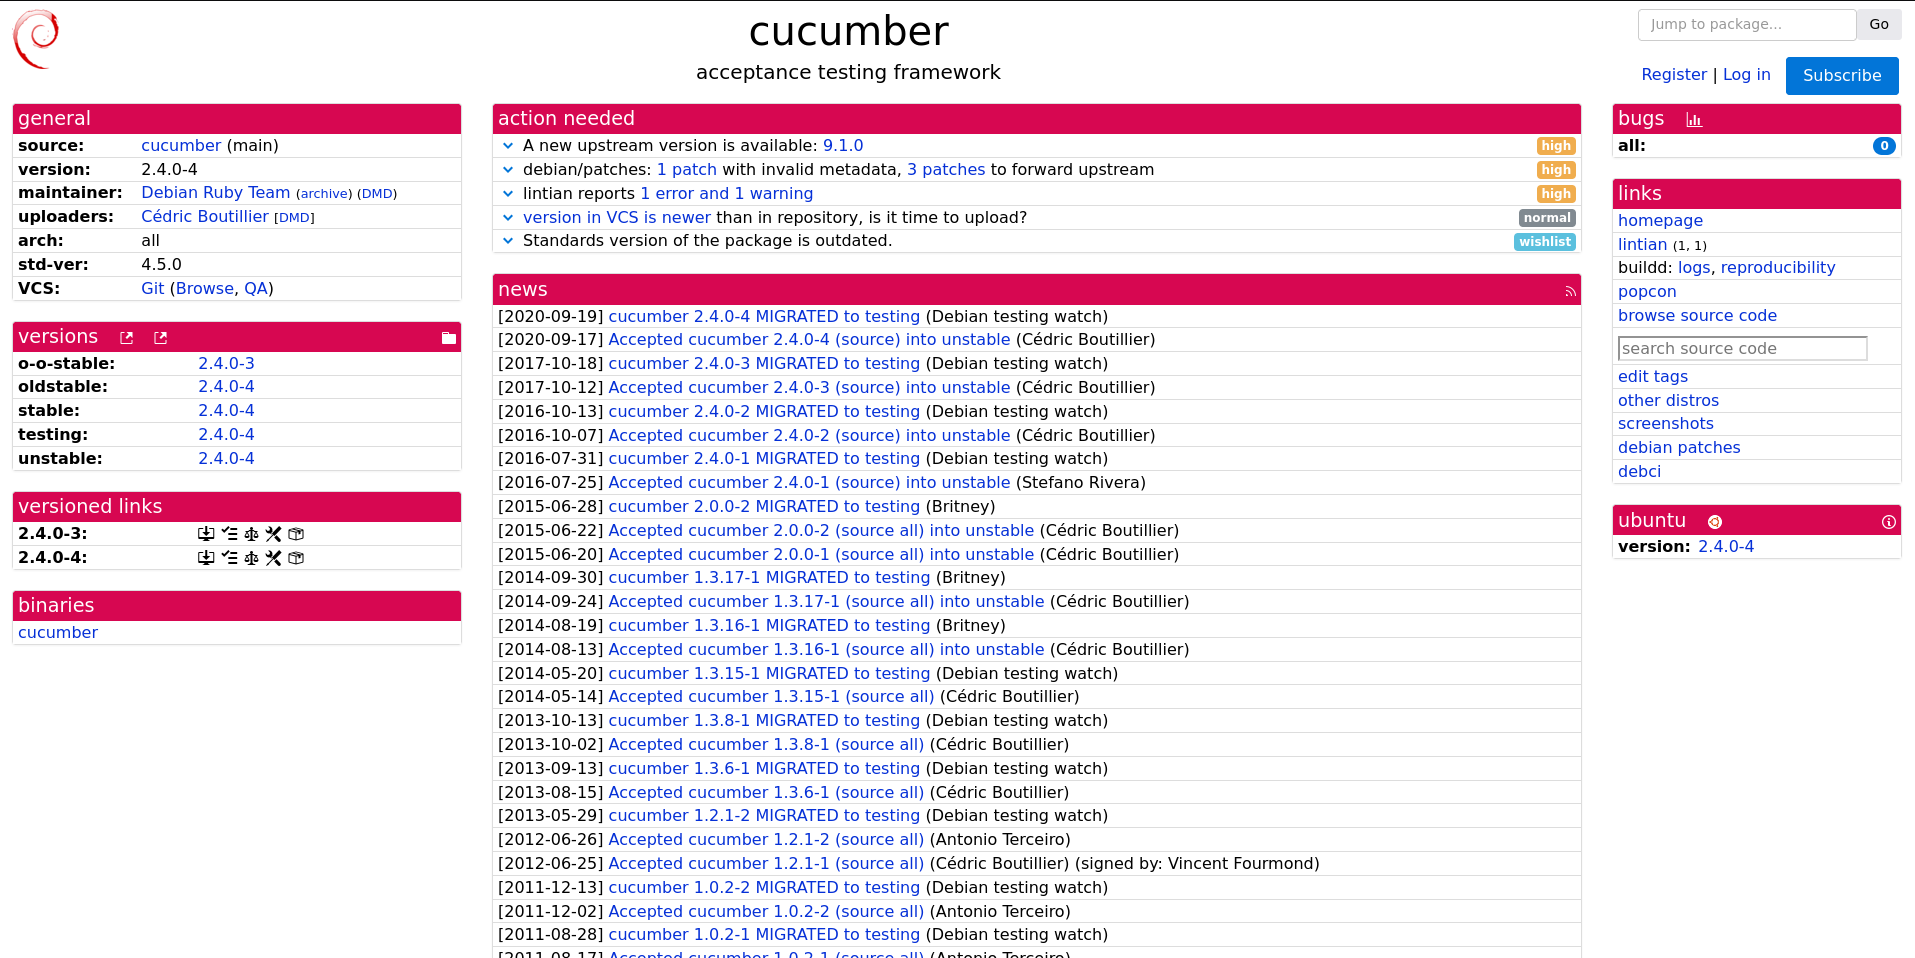 cucumber
acceptance testing framework
Jump to package...
Go
Register | Log in
Subscribe
general
source: cucumber (main)
version: 2.4.0-4
maintainer: Debian Ruby Team (archive) (DMD)
uploaders: Cédric Boutillier [DMD]
arch: all
std-ver: 4.5.0
VCS: Git (Browse, QA)
versions
o-o-stable: 2.4.0-3
oldstable: 2.4.0-4
stable: 2.4.0-4
testing: 2.4.0-4
unstable: 2.4.0-4
versioned links
2.4.0-3:
2.4.0-4:
binaries
cucumber
action needed
A new upstream version is available: 9.1.0 high
debian/patches: 1 patch with invalid metadata, 3 patches to forward upstream high
lintian reports 1 error and 1 warning high
version in VCS is newer than in repository, is it time to upload? normal
Standards version of the package is outdated. wishlist
news
[2020-09-19] cucumber 2.4.0-4 MIGRATED to testing (Debian testing watch)
[2020-09-17] Accepted cucumber 2.4.0-4 (source) into unstable (Cédric Boutillier)
[2017-10-18] cucumber 2.4.0-3 MIGRATED to testing (Debian testing watch)
[2017-10-12] Accepted cucumber 2.4.0-3 (source) into unstable (Cédric Boutillier)
[2016-10-13] cucumber 2.4.0-2 MIGRATED to testing (Debian testing watch)
[2016-10-07] Accepted cucumber 2.4.0-2 (source) into unstable (Cédric Boutillier)
[2016-07-31] cucumber 2.4.0-1 MIGRATED to testing (Debian testing watch)
[2016-07-25] Accepted cucumber 2.4.0-1 (source) into unstable (Stefano Rivera)
[2015-06-28] cucumber 2.0.0-2 MIGRATED to testing (Britney)
[2015-06-22] Accepted cucumber 2.0.0-2 (source all) into unstable (Cédric Boutillier)
[2015-06-20] Accepted cucumber 2.0.0-1 (source all) into unstable (Cédric Boutillier)
[2014-09-30] cucumber 1.3.17-1 MIGRATED to testing (Britney)
[2014-09-24] Accepted cucumber 1.3.17-1 (source all) into unstable (Cédric Boutillier)
[2014-08-19] cucumber 1.3.16-1 MIGRATED to testing (Britney)
[2014-08-13] Accepted cucumber 1.3.16-1 (source all) into unstable (Cédric Boutillier)
[2014-05-20] cucumber 1.3.15-1 MIGRATED to testing (Debian testing watch)
[2014-05-14] Accepted cucumber 1.3.15-1 (source all) (Cédric Boutillier)
[2013-10-13] cucumber 1.3.8-1 MIGRATED to testing (Debian testing watch)
[2013-10-02] Accepted cucumber 1.3.8-1 (source all) (Cédric Boutillier)
[2013-09-13] cucumber 1.3.6-1 MIGRATED to testing (Debian testing watch)
[2013-08-15] Accepted cucumber 1.3.6-1 (source all) (Cédric Boutillier)
[2013-05-29] cucumber 1.2.1-2 MIGRATED to testing (Debian testing watch)
[2012-06-26] Accepted cucumber 1.2.1-2 (source all) (Antonio Terceiro)
[2012-06-25] Accepted cucumber 1.2.1-1 (source all) (Cédric Boutillier) (signed by: Vincent Fourmond)
[2011-12-13] cucumber 1.0.2-2 MIGRATED to testing (Debian testing watch)
[2011-12-02] Accepted cucumber 1.0.2-2 (source all) (Antonio Terceiro)
[2011-08-28] cucumber 1.0.2-1 MIGRATED to testing (Debian testing watch)
[2011-08-17] Accepted cucumber 1.0.2-1 (source all) (Antonio Terceiro)
bugs
all: 0
links
homepage
lintian (1, 1)
buildd: logs, reproducibility
popcon
browse source code
search source code
edit tags
other distros
screenshots
debian patches
debci
ubuntu
version: 2.4.0-4